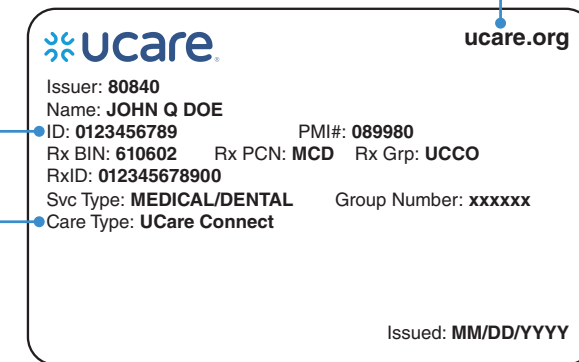 ucare
ucare.org
Issuer: 80840
Name: JOHN Q DOE
ID: 0123456789 PMI#: 089980
Rx BIN: 610602 Rx PCN: MCD Rx Grp: UCCO
RxID: 012345678900
Svc Type: MEDICAL/DENTAL Group Number: xxxxxx
Care Type: UCare Connect
Issued: MM/DD/YYYY